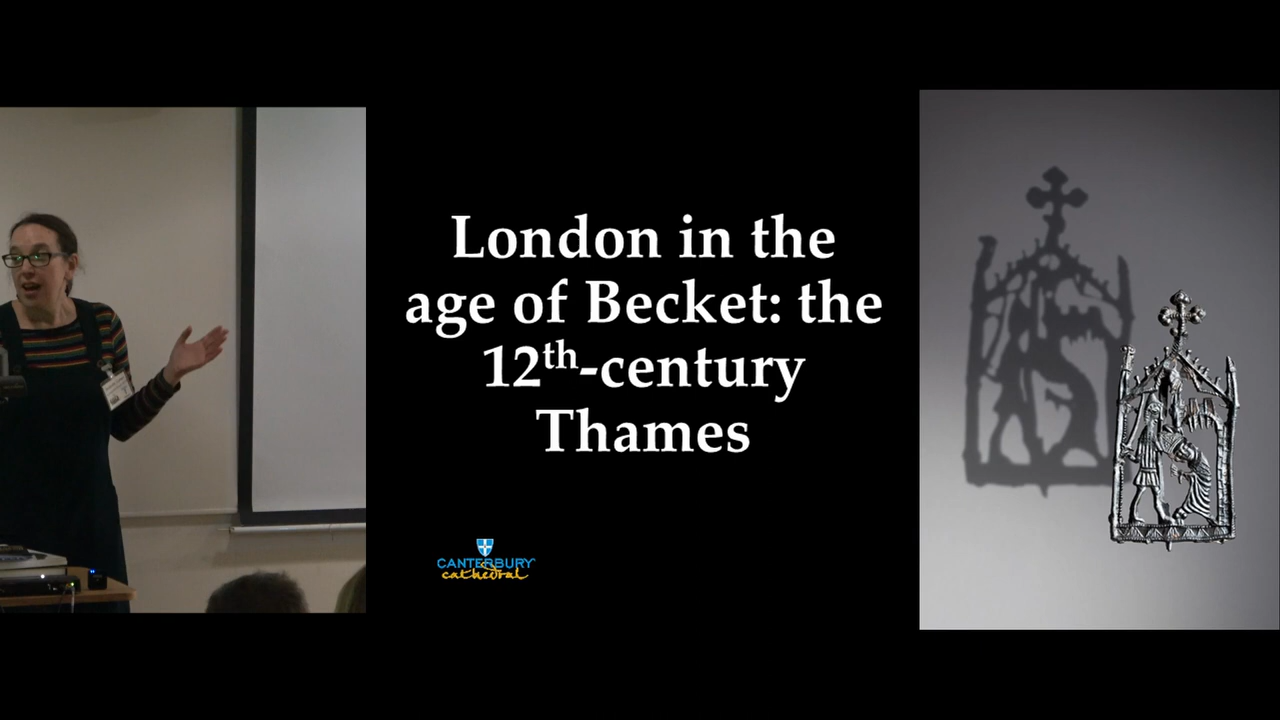 London in the
age of Becket: the
12th-century
Thames
CANTERBURY
cathedral